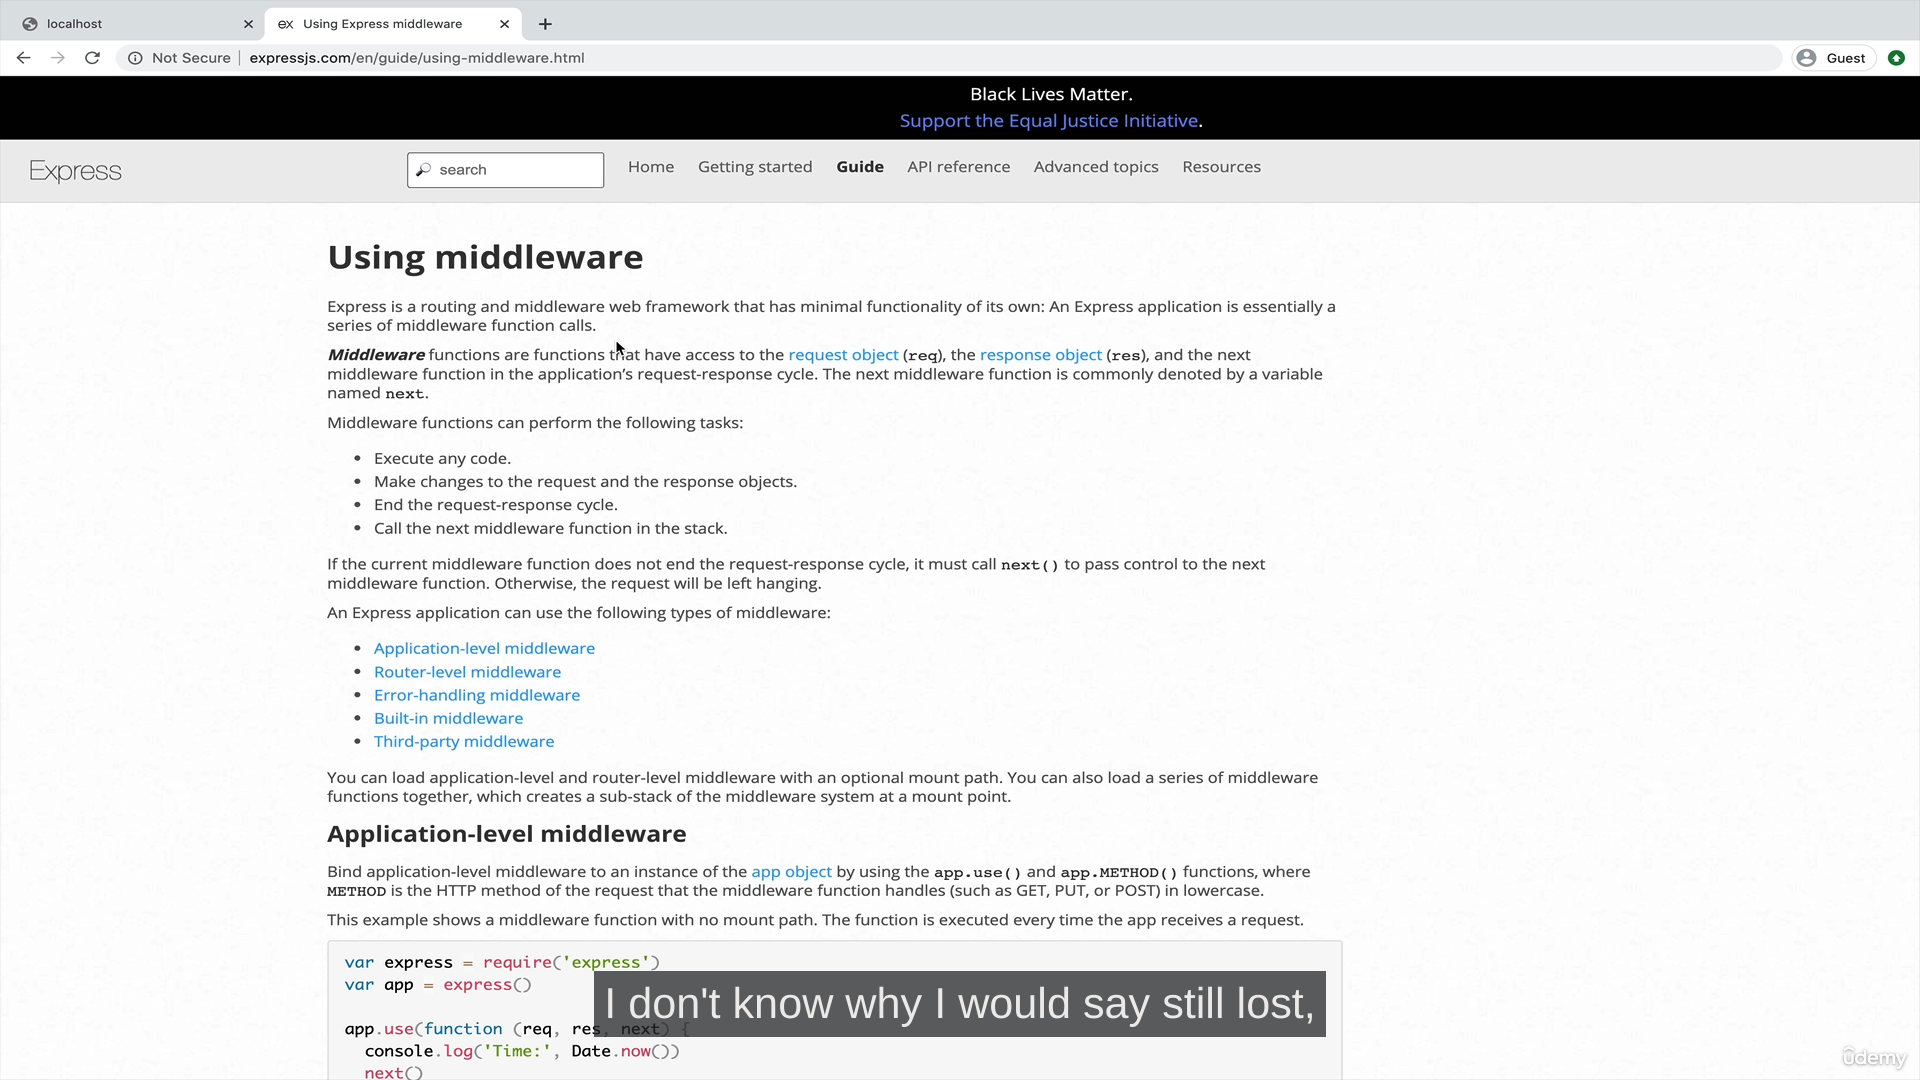 localhost
ex Using Express middleware
Not Secure expressjs.com/en/guide/using-middleware.html
Guest
Black Lives Matter.
Support the Equal Justice Initiative.
Express
search
Home Getting started Guide API reference Advanced topics Resources
Using middleware
Express is a routing and middleware web framework that has minimal functionality of its own: An Express application is essentially a
series of middleware function calls.
Middleware functions are functions that have access to the request object (req), the response object (res), and the next
middleware function in the application’s request-response cycle. The next middleware function is commonly denoted by a variable
named next.
Middleware functions can perform the following tasks:
• Execute any code.
• Make changes to the request and the response objects.
• End the request-response cycle.
• Call the next middleware function in the stack.
If the current middleware function does not end the request-response cycle, it must call next() to pass control to the next
middleware function. Otherwise, the request will be left hanging.
An Express application can use the following types of middleware:
• Application-level middleware
• Router-level middleware
• Error-handling middleware
• Built-in middleware
• Third-party middleware
You can load application-level and router-level middleware with an optional mount path. You can also load a series of middleware
functions together, which creates a sub-stack of the middleware system at a mount point.
Application-level middleware
Bind application-level middleware to an instance of the app object by using the app.use() and app.METHOD() functions, where
METHOD is the HTTP method of the request that the middleware function handles (such as GET, PUT, or POST) in lowercase.
This example shows a middleware function with no mount path. The function is executed every time the app receives a request.
var express = require('express')
var app = express()
I don't know why I would say still lost,
app.use(function (req, res, next) {
console.log('Time:', Date.now())
next()
ûdemy